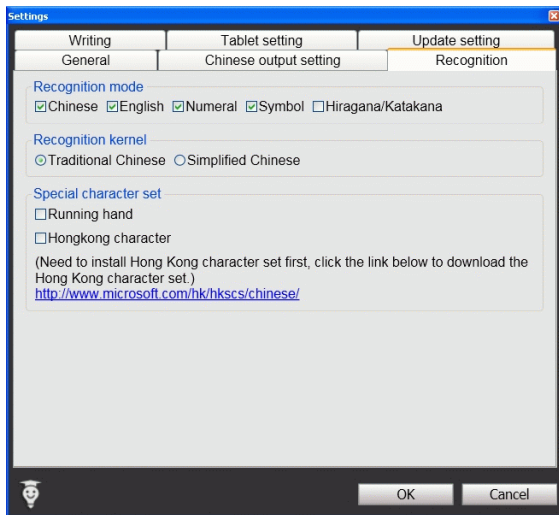 Settings
Writing Tablet setting Update setting
General Chinese output setting Recognition
Recognition mode
Chinese English Numeral Symbol Hiragana/Katakana
Recognition kernel
Traditional Chinese Simplified Chinese
Special character set
Running hand
Hongkong character
(Need to install Hong Kong character set first, click the link below to download the
Hong Kong character set.)
http://www.microsoft.com/hk/hkscs/chinese/
OK Cancel